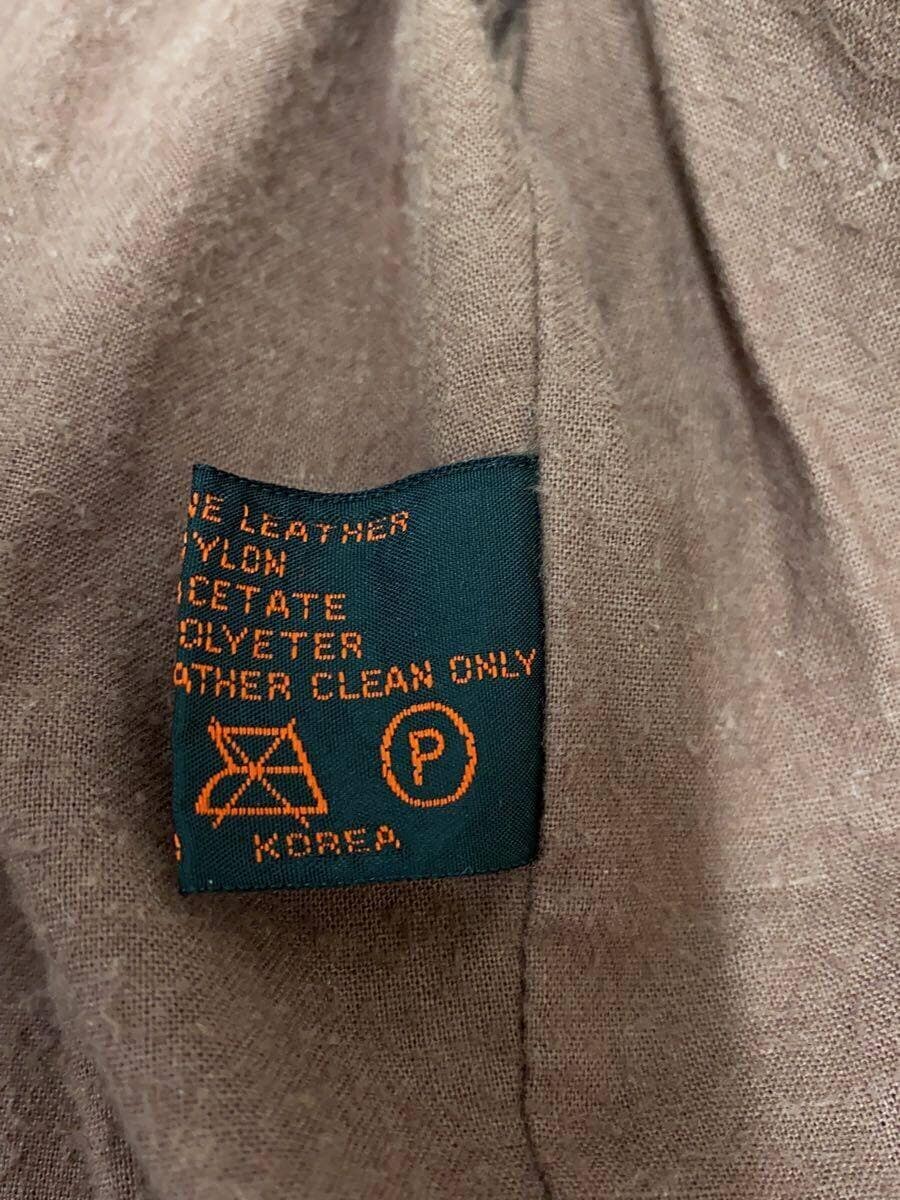 NE LEATHER
YLON
CETATE
OLYETER
ATHER CLEAN ONLY
P
KOREA